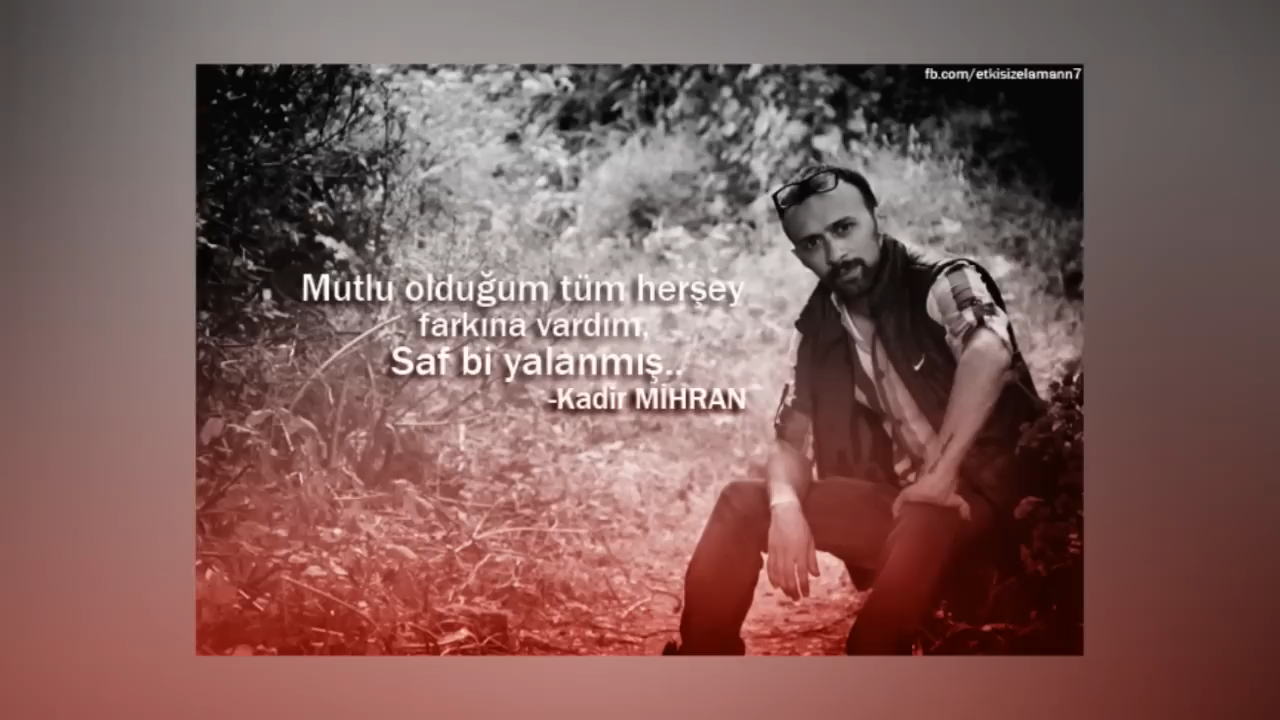 fb.com/etkisizelamann7
Mutlu olduğum tüm herşey
farkına vardım,
Saf bi yalanmış..
-Kadir MİHRAN